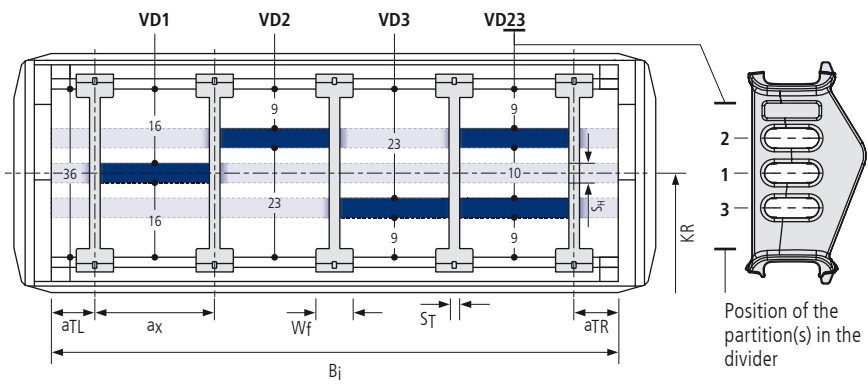 VD1 VD2 VD3 VD23
9 9
16 23
2
36 10 1
SH
23 3
16 9 9
KR
aTL ax Wf ST aTR
Bi
Position of the
partition(s) in the
divider